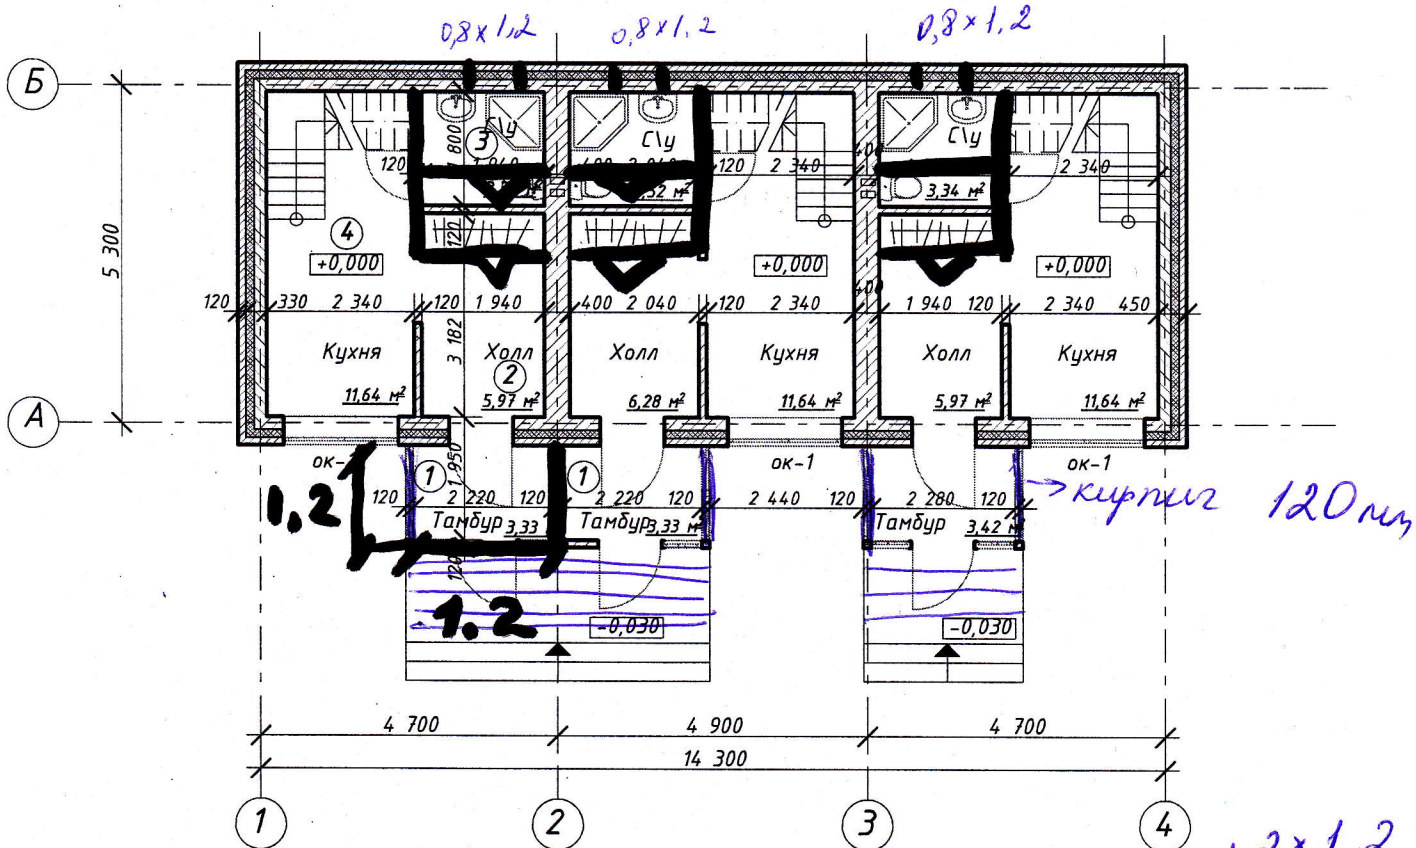 0,8×1,2 0,8×1,2 0,8×1,2
Б
3 С\у С\у С\у
1 800
120 1 940 400 2 040 120 2 340 2 340
3,34 м²
5 300
4 120
+0,000 +0,000 +0,000
120 330 2 340 120 1 940 400 2 040 120 2 340 1 940 120 2 340 450
3 182
Кухня Холл Холл Кухня Холл Кухня
2
11,64 м² 5,97 м² 6,28 м² 11,64 м² 5,97 м² 11,64 м²
А
1 950
ок-1 ок-1
1 1
1,2 120 2 220 120 2 220 120 2 440 120 2 280 120 кирпич 120 мм
Тамбур 3,33 Тамбур 3,33 м² Тамбур 3,42 м²
120
1.2 -0,030 -0,030
4 700 4 900 4 700
14 300
1 2 3 4